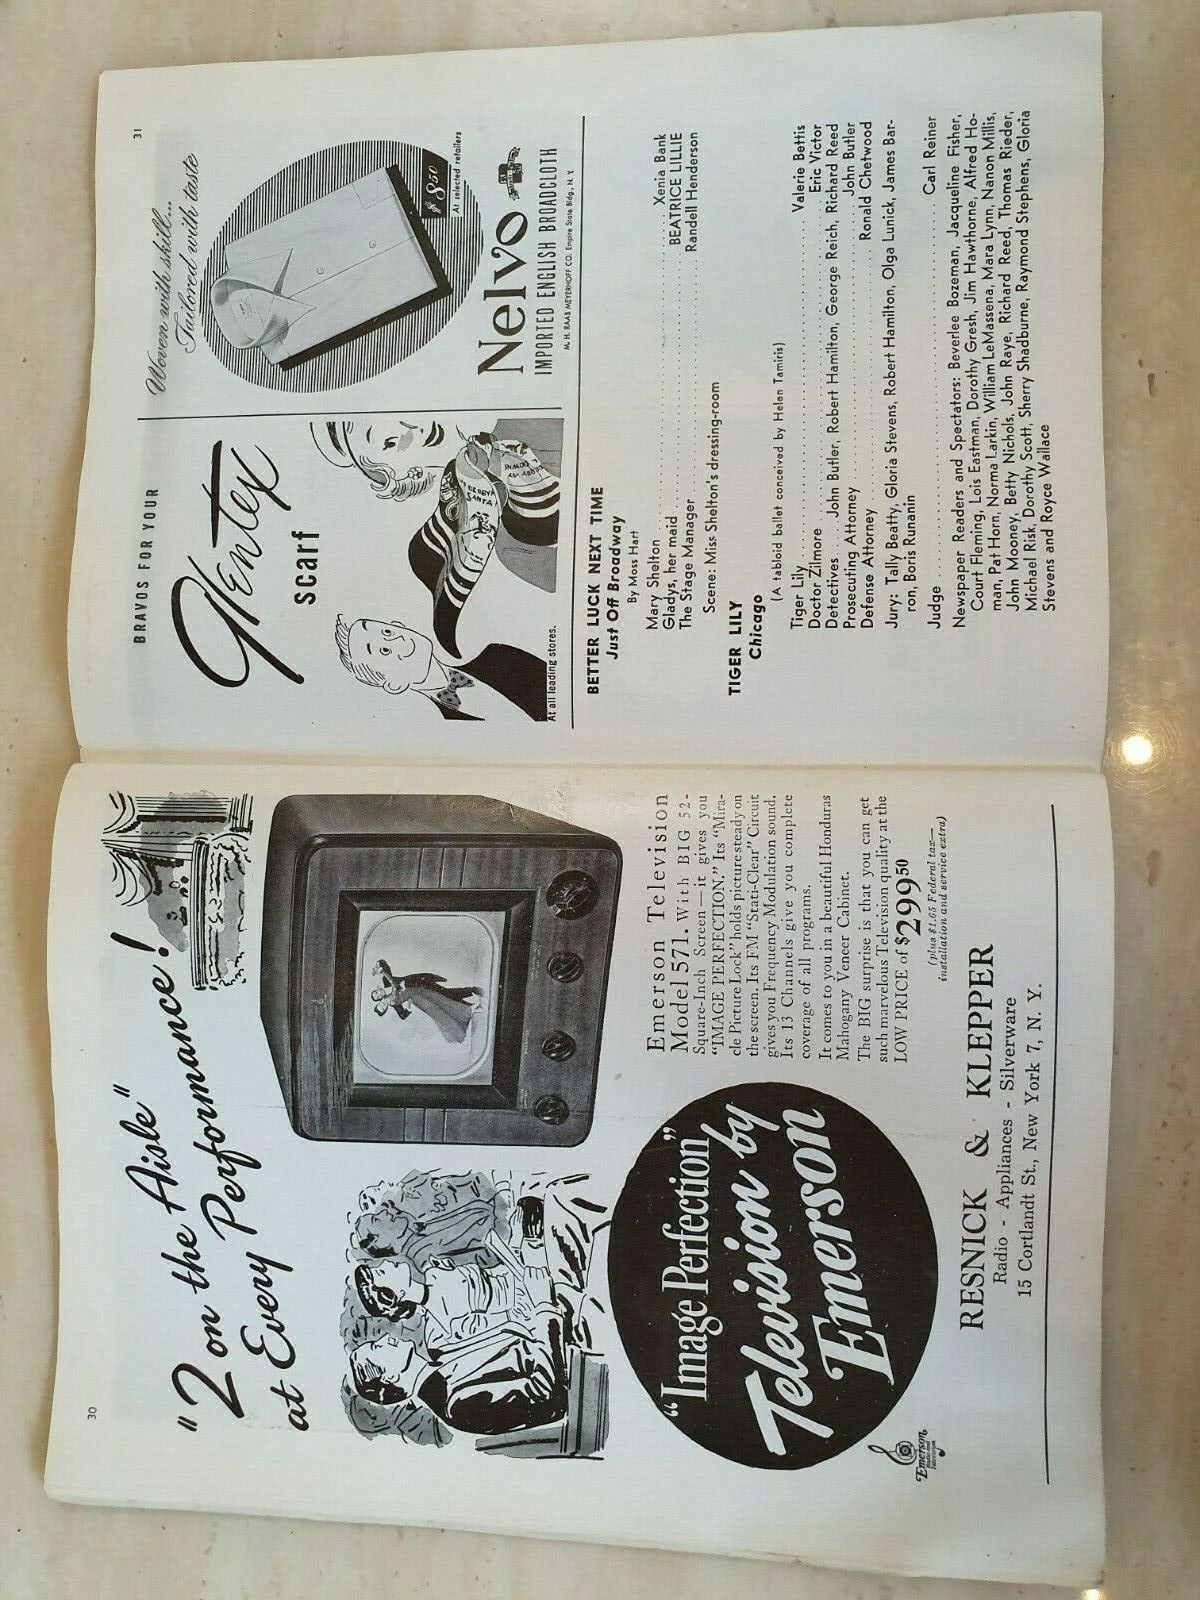 30
"2 on the Aisle"
at Every Performance!
"Image Perfection"
Television by
Emerson
Emerson
Radio and
Television
Emerson Television
Model 571. With BIG 52-
Square-Inch Screen—it gives you
"IMAGE PERFECTION." Its "Mira-
cle Picture Lock" holds picture steady on
the screen. Its FM "Stati-Clear" Circuit
gives you Frequency Modulation sound.
Its 13 Channels give you complete
coverage of all programs.
It comes to you in a beautiful Honduras
Mahogany Veneer Cabinet.
The BIG surprise is that you can get
such marvelous Television quality at the
LOW PRICE of $299.50
(plus $1.65 Federal tax—
installation and service extra)
RESNICK & KLEPPER
Radio - Appliances - Silverware
15 Cortlandt St., New York 7, N. Y.
31
BRAVOS FOR YOUR
Glentex
scarf
At all leading stores.
Woven with skill...
Tailored with taste
$8.50
At selected retailers
Nelvo
IMPORTED ENGLISH BROADCLOTH
M. H. RAAB MEYERHOFF CO. Empire State Bldg., N. Y.
BETTER LUCK NEXT TIME
Just Off Broadway
By Moss Hart
Mary Shelton Xenia Bank
Gladys, her maid BEATRICE LILLIE
The Stage Manager Randell Henderson
Scene: Miss Shelton's dressing-room
TIGER LILY
Chicago
(A tabloid ballet conceived by Helen Tamiris)
Tiger Lily Valerie Bettis
Doctor Zilmore Eric Victor
Detectives John Butler, Robert Hamilton, George Reich, Richard Reed
Prosecuting Attorney John Butler
Defense Attorney Ronald Chetwood
Jury: Tally Beatty, Gloria Stevens, Robert Hamilton, Olga Lunick, James Bar-
ron, Boris Runanin
Judge Carl Reiner
Newspaper Readers and Spectators: Beverlee Bozeman, Jacqueline Fisher,
Court Fleming, Lois Eastman, Dorothy Gresh, Jim Hawthorne, Alfred Ho-
man, Pat Horn, Norma Larkin, William LeMassena, Mara Lynn, Nanon Millis,
John Mooney, Betty Nichols, John Raye, Richard Reed, Thomas Rieder,
Michael Risk, Dorothy Scott, Sherry Shadburne, Raymond Stephens, Gloria
Stevens and Royce Wallace